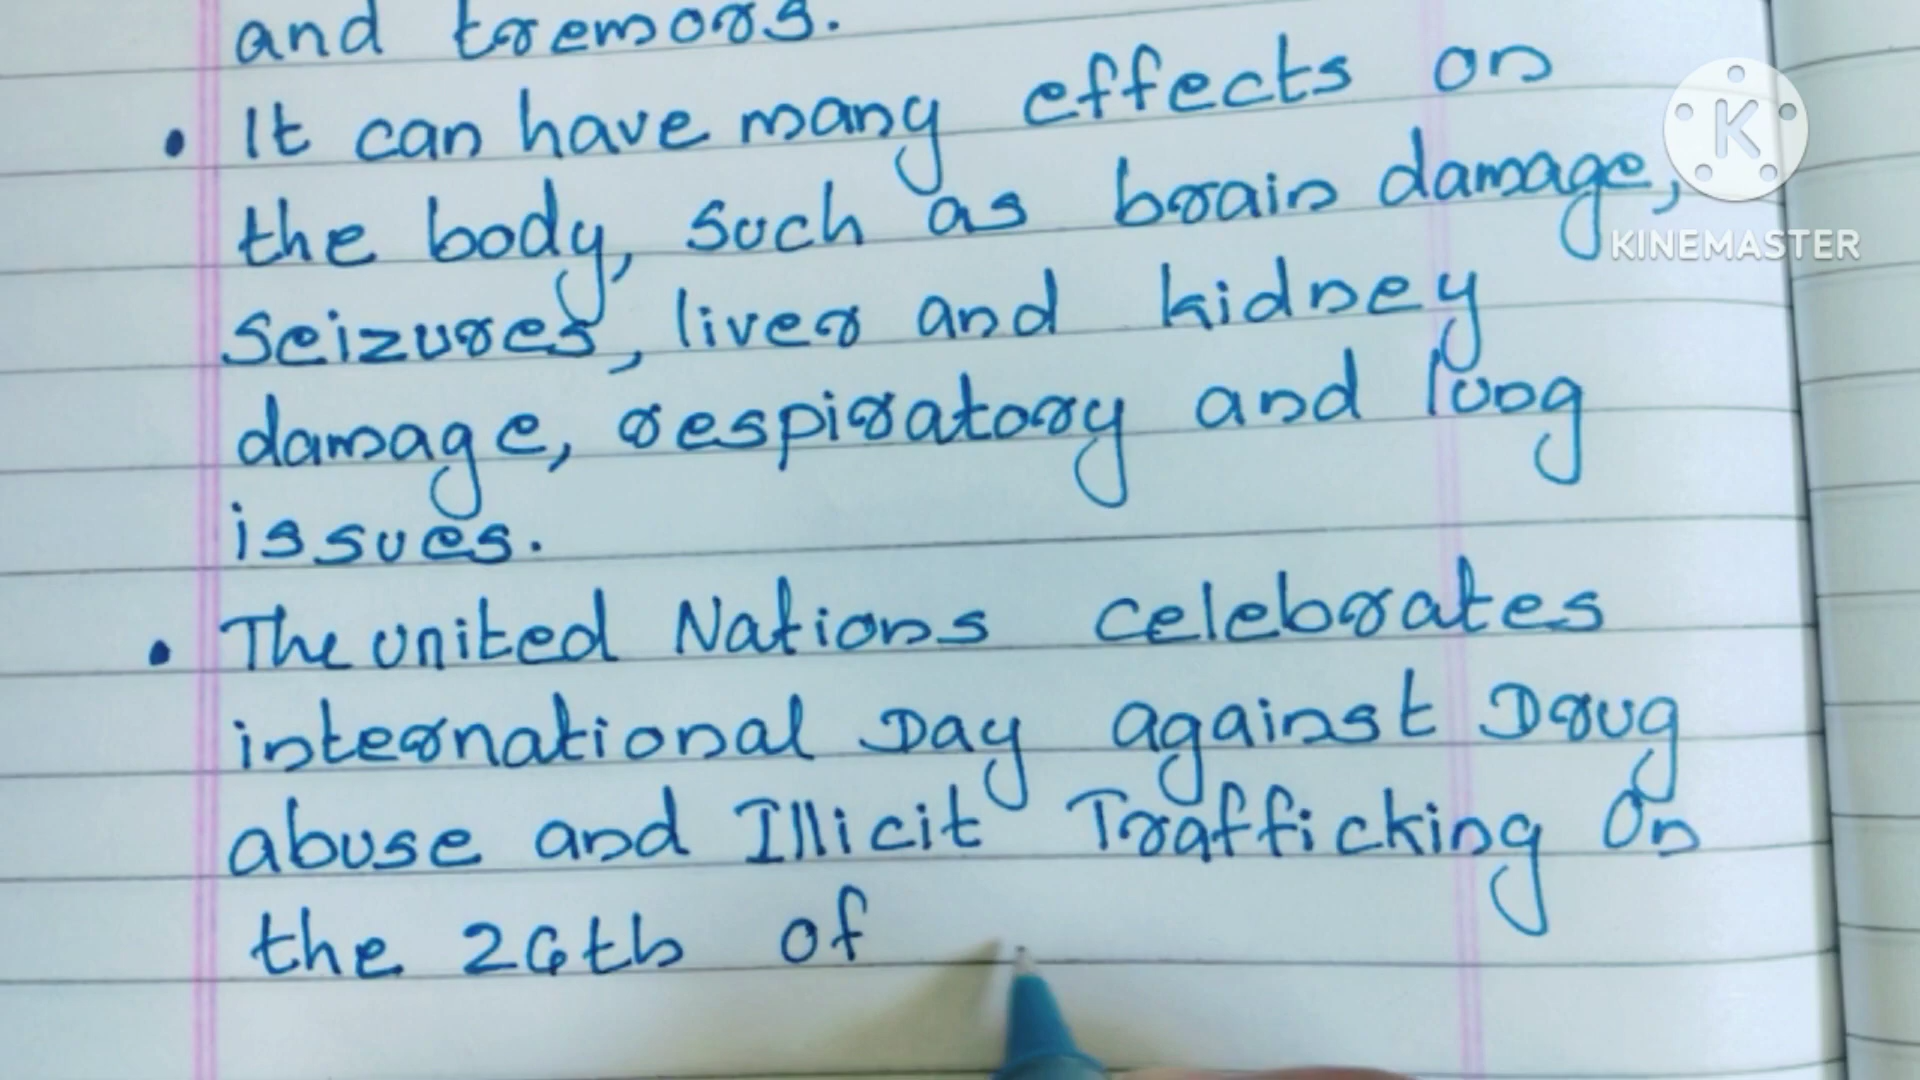 and tremors.
• It can have many effects on
the body, such as brain damage,
seizures, liver and kidney
damage, respiratory and lung
issues.
• The united Nations celebrates
international Day against Drug
abuse and Illicit Trafficking On
the 26th of
K
KINEMASTER